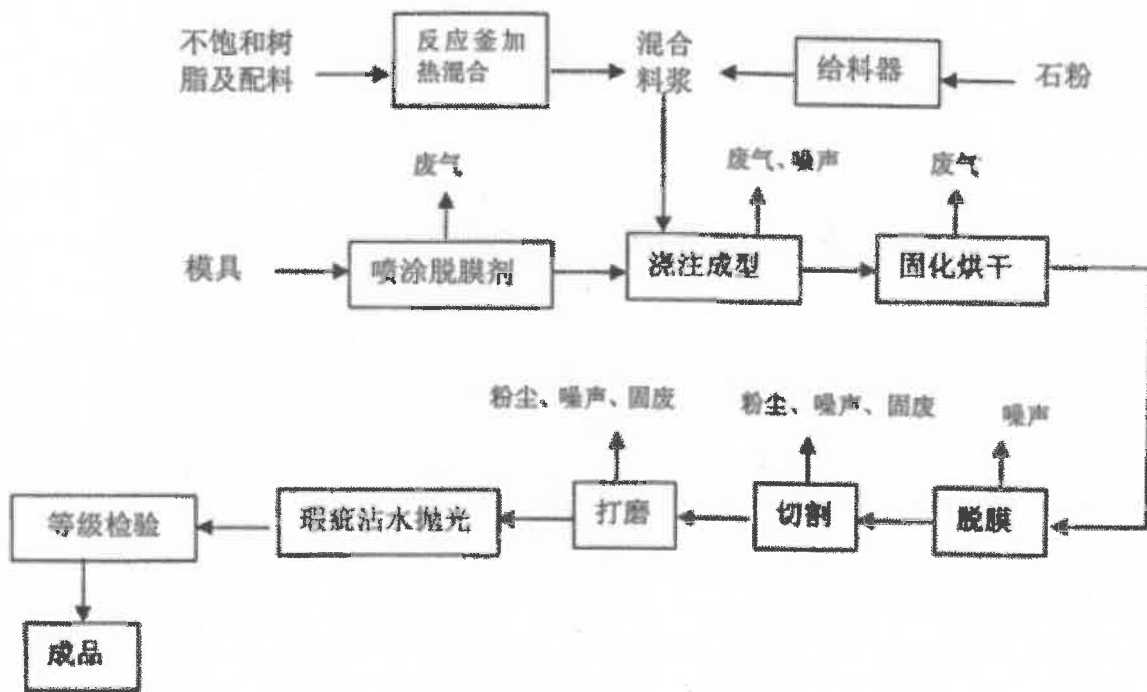 不饱和树
脂及配料
反应釜加
热混合
混合
料浆
给料器
石粉
废气
废气、噪声
废气
模具
喷涂脱膜剂
浇注成型
固化烘干
粉尘、噪声、固废
粉尘、噪声、固废
噪声
等级检验
瑕疵沾水抛光
打磨
切割
脱膜
成品